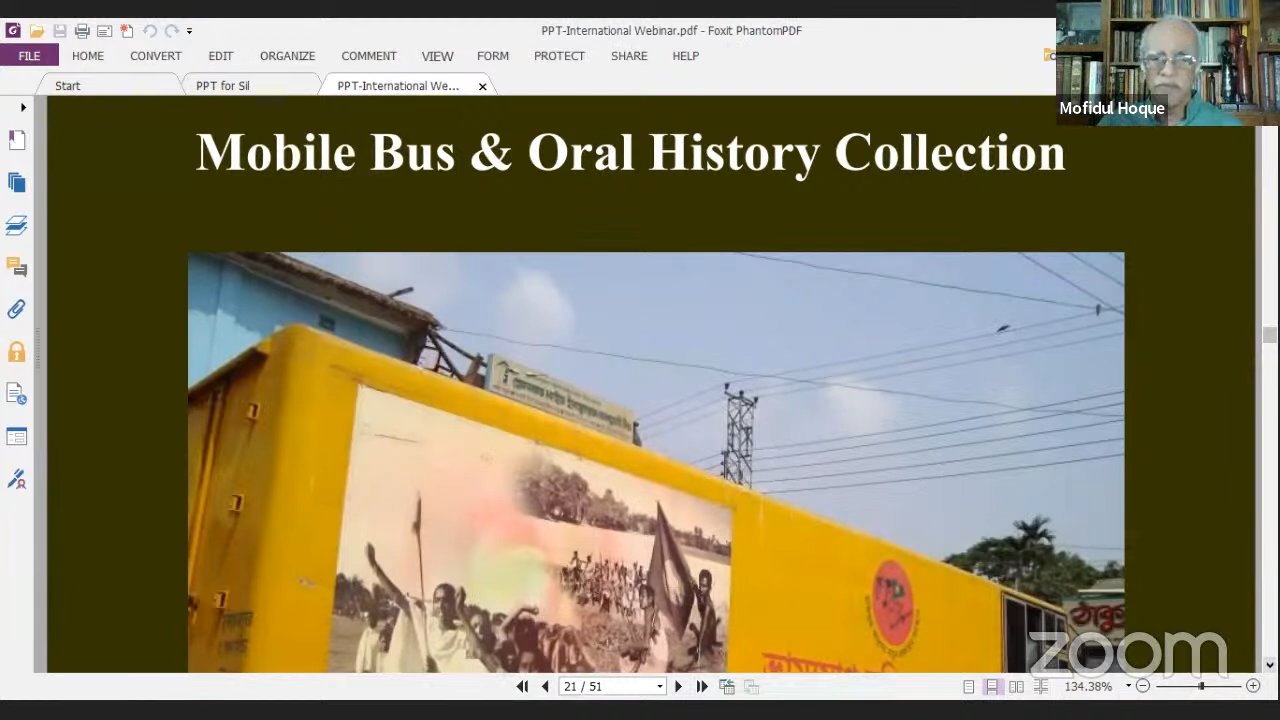 PPT-International Webinar.pdf - Foxit PhantomPDF
FILE HOME CONVERT EDIT ORGANIZE COMMENT VIEW FORM PROTECT SHARE HELP
Start PPT for Sil PPT-International We...
Mofidul Hoque
Mobile Bus & Oral History Collection
zoom
21 / 51 134.38%